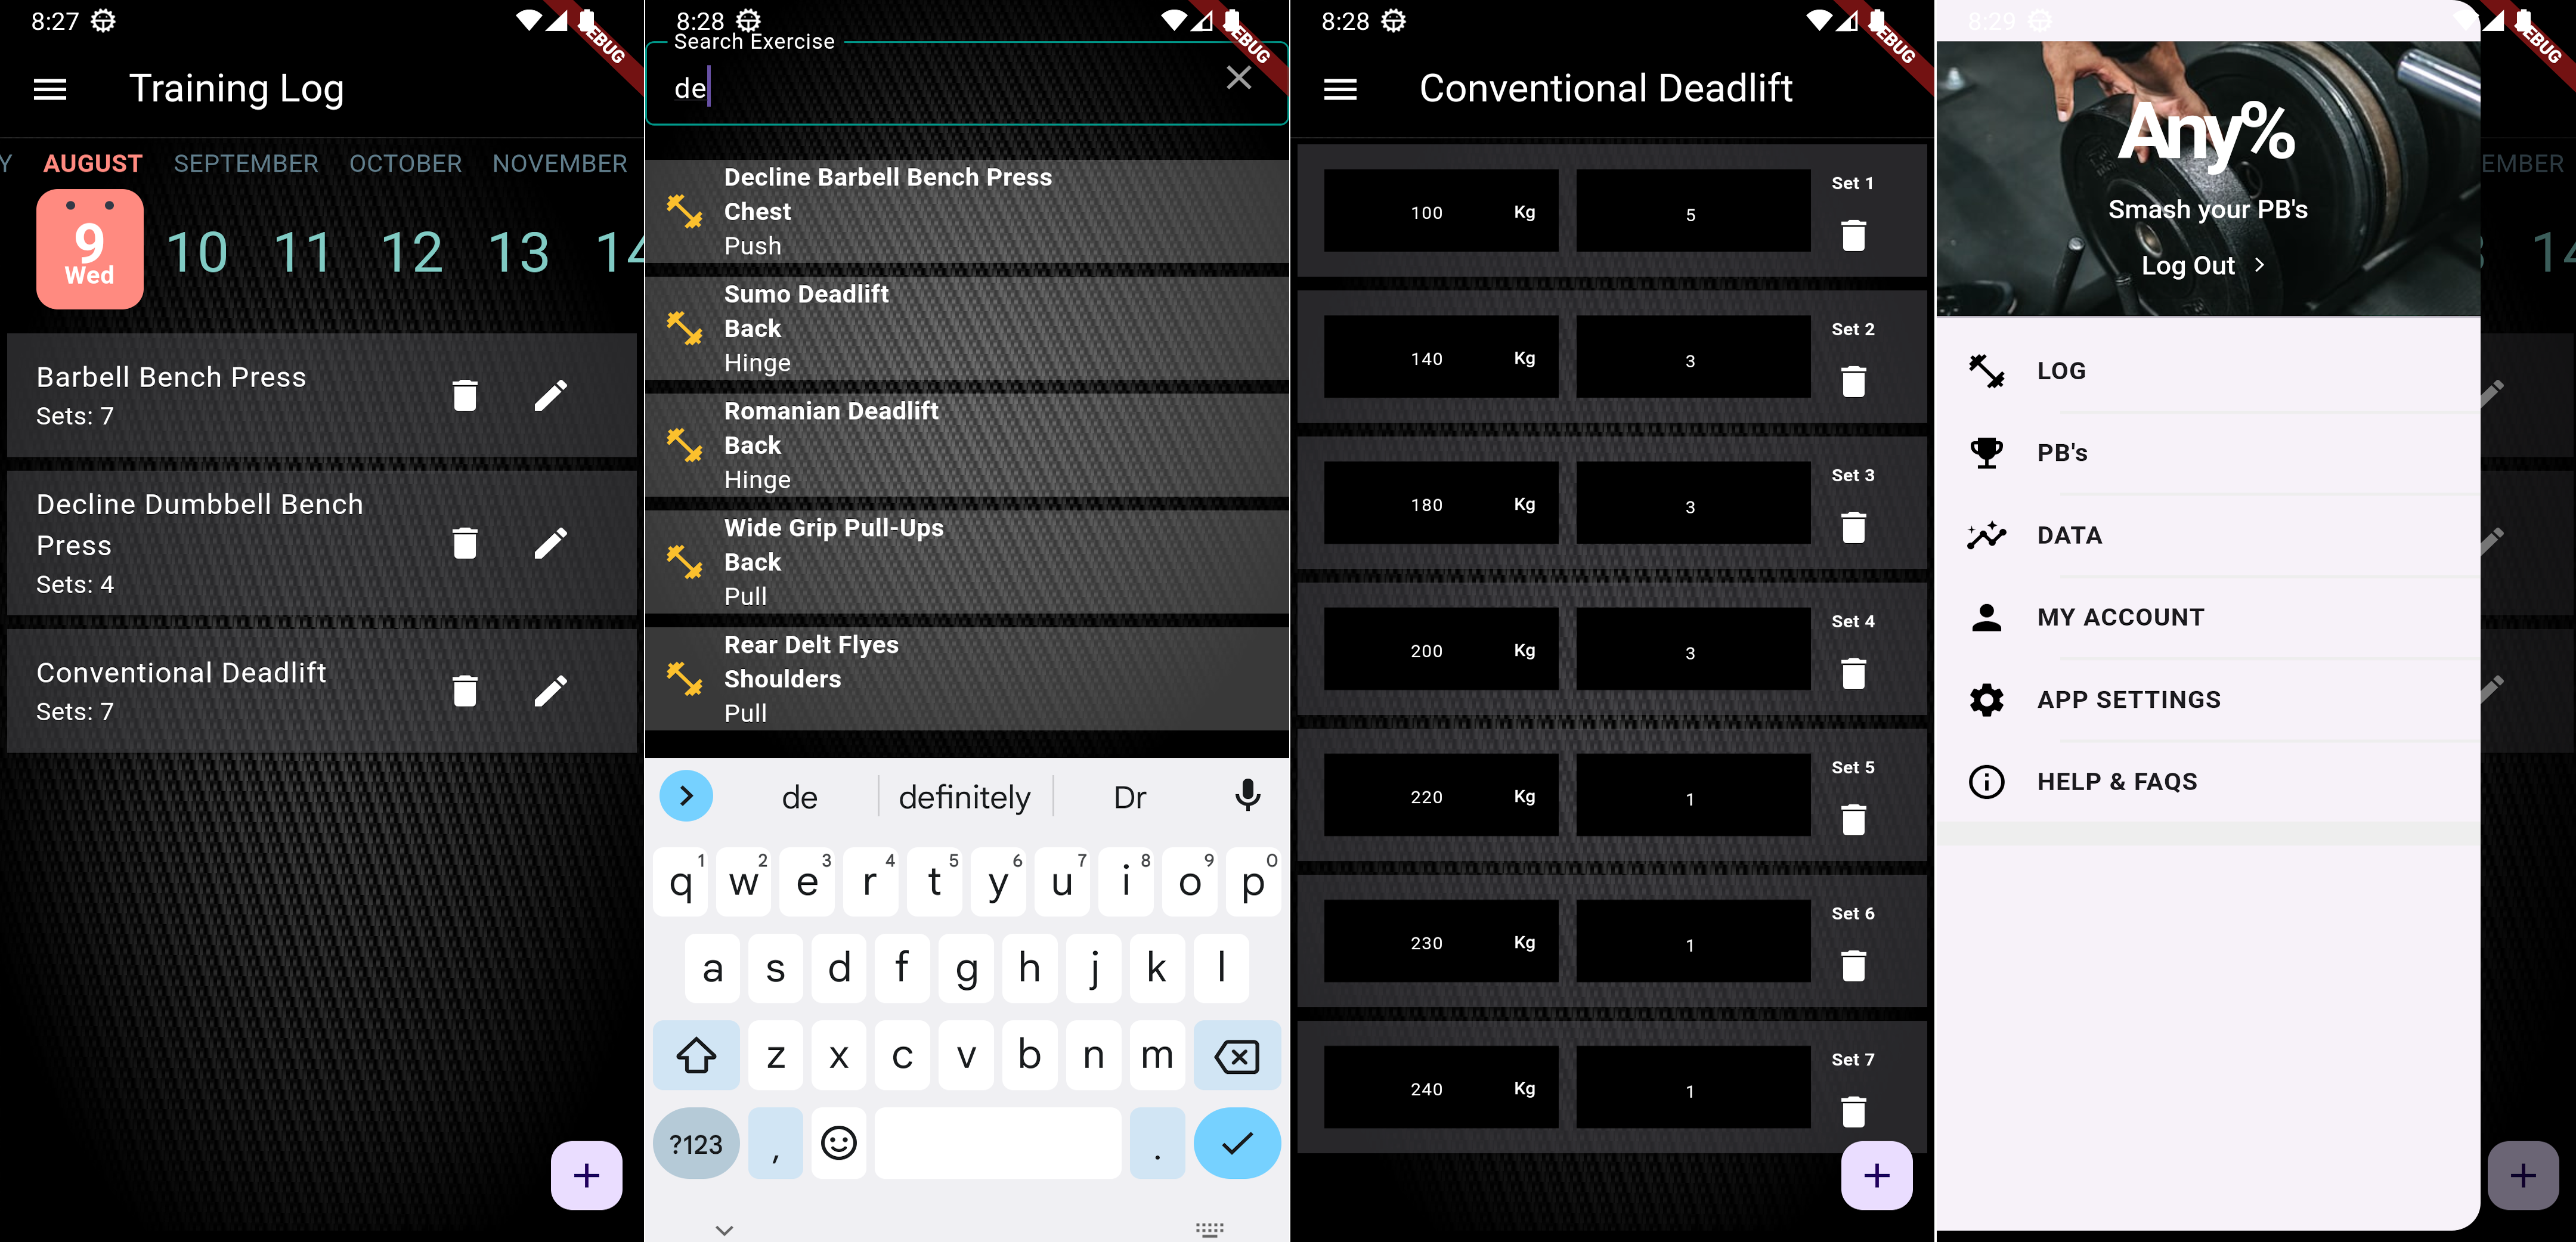 8:27
EBUG
Training Log
Y AUGUST SEPTEMBER OCTOBER NOVEMBER
9 10 11 12 13 14
Wed
Barbell Bench Press
Sets: 7
Decline Dumbbell Bench
Press
Sets: 4
Conventional Deadlift
Sets: 7
8:28
EBUG
Search Exercise
de
Decline Barbell Bench Press
Chest
Push
Sumo Deadlift
Back
Hinge
Romanian Deadlift
Back
Hinge
Wide Grip Pull-Ups
Back
Pull
Rear Delt Flyes
Shoulders
Pull
de definitely Dr
1 2 3 4 5 6 7 8 9 0
q w e r t y u i o p
a s d f g h j k l
z x c v b n m
?123 , .
8:28
EBUG
Conventional Deadlift
Set 1
100 Kg 5
Set 2
140 Kg 3
Set 3
180 Kg 3
Set 4
200 Kg 3
Set 5
220 Kg 1
Set 6
230 Kg 1
Set 7
240 Kg 1
8:29
EBUG
Any%
Smash your PB's
Log Out
EMBER
3 14
LOG
PB's
DATA
MY ACCOUNT
APP SETTINGS
HELP & FAQS